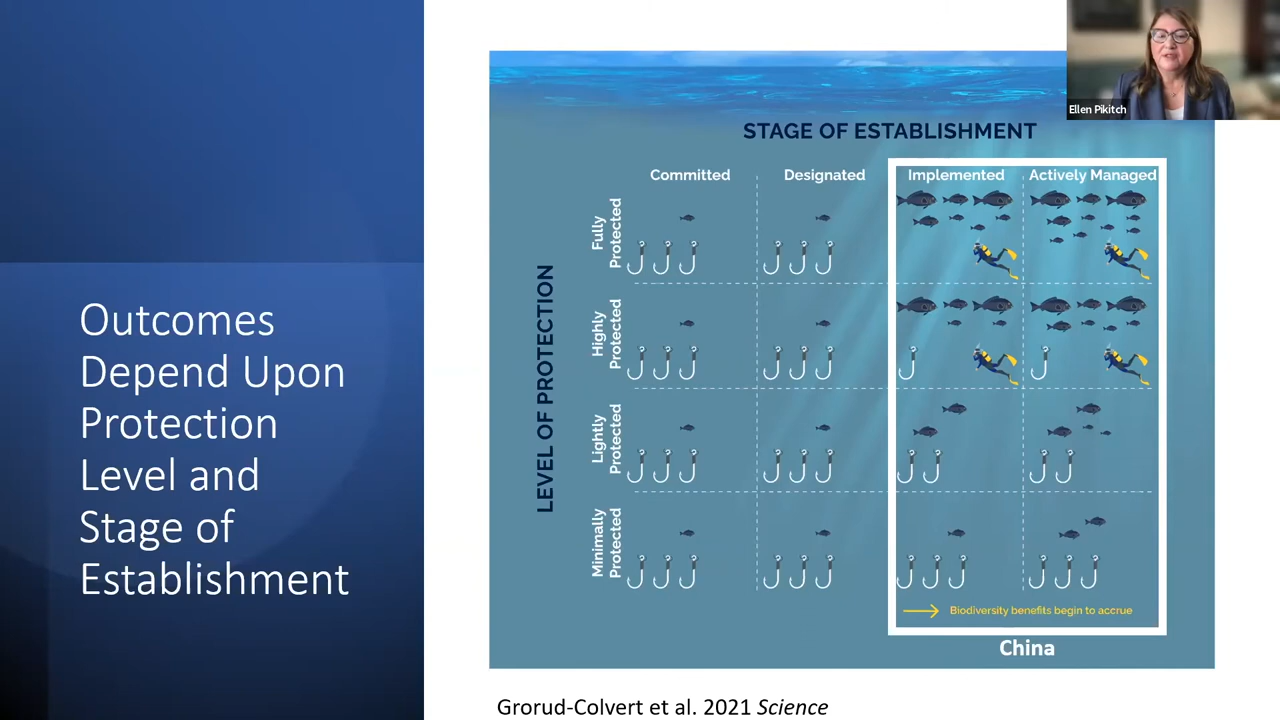 Outcomes
Depend Upon
Protection
Level and
Stage of
Establishment
Ellen Pikitch
STAGE OF ESTABLISHMENT
Committed
Designated
Implemented
Actively Managed
LEVEL OF PROTECTION
Fully
Protected
Highly
Protected
Lightly
Protected
Minimally
Protected
Biodiversity benefits begin to accrue
China
Grorud-Colvert et al. 2021 Science